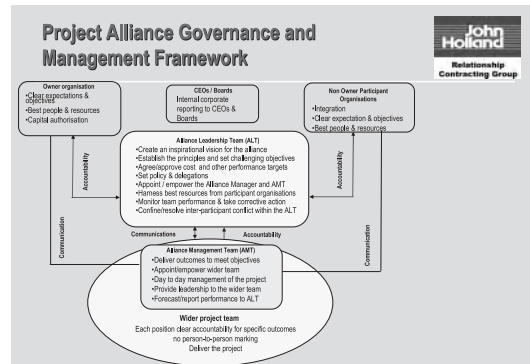 Project Alliance Governance and
Management Framework
John
Holland
Relationship
Contracting Group
Owner organisation
•Clear expectations &
objectives
•Best people & resources
•Capital authorisation
CEOs / Boards
Internal corporate
reporting to CEOs &
Boards
Non Owner Participant
Organisations
•Integration
•Clear expectation & objectives
•Best people & resources
Alliance Leadership Team (ALT)
•Create an inspirational vision for the alliance
•Establish the principles and set challenging objectives
•Agree/approve cost and other performance targets
•Set policy & delegations
•Appoint / empower the Alliance Manager and AMT
•Harness best resources from participant organisations
•Monitor team performance & take corrective action
•Confine/resolve inter-participant conflict within the ALT
Accountability
Accountability
Communication
Communication
Communications
Accountability
Alliance Management Team (AMT)
•Deliver outcomes to meet objectives
•Appoint/empower wider team
•Day to day management of the project
•Provide leadership to the wider team
•Forecast/report performance to ALT
Wider project team
Each position clear accountability for specific outcomes
no person-to-person marking
Deliver the project